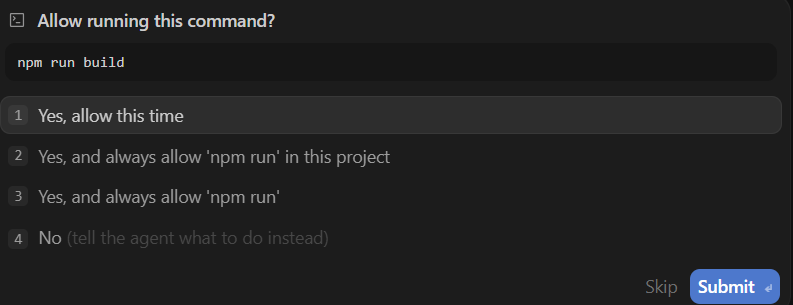 Allow running this command?
npm run build
1 Yes, allow this time
2 Yes, and always allow 'npm run' in this project
3 Yes, and always allow 'npm run'
4 No (tell the agent what to do instead)
Skip Submit ↵